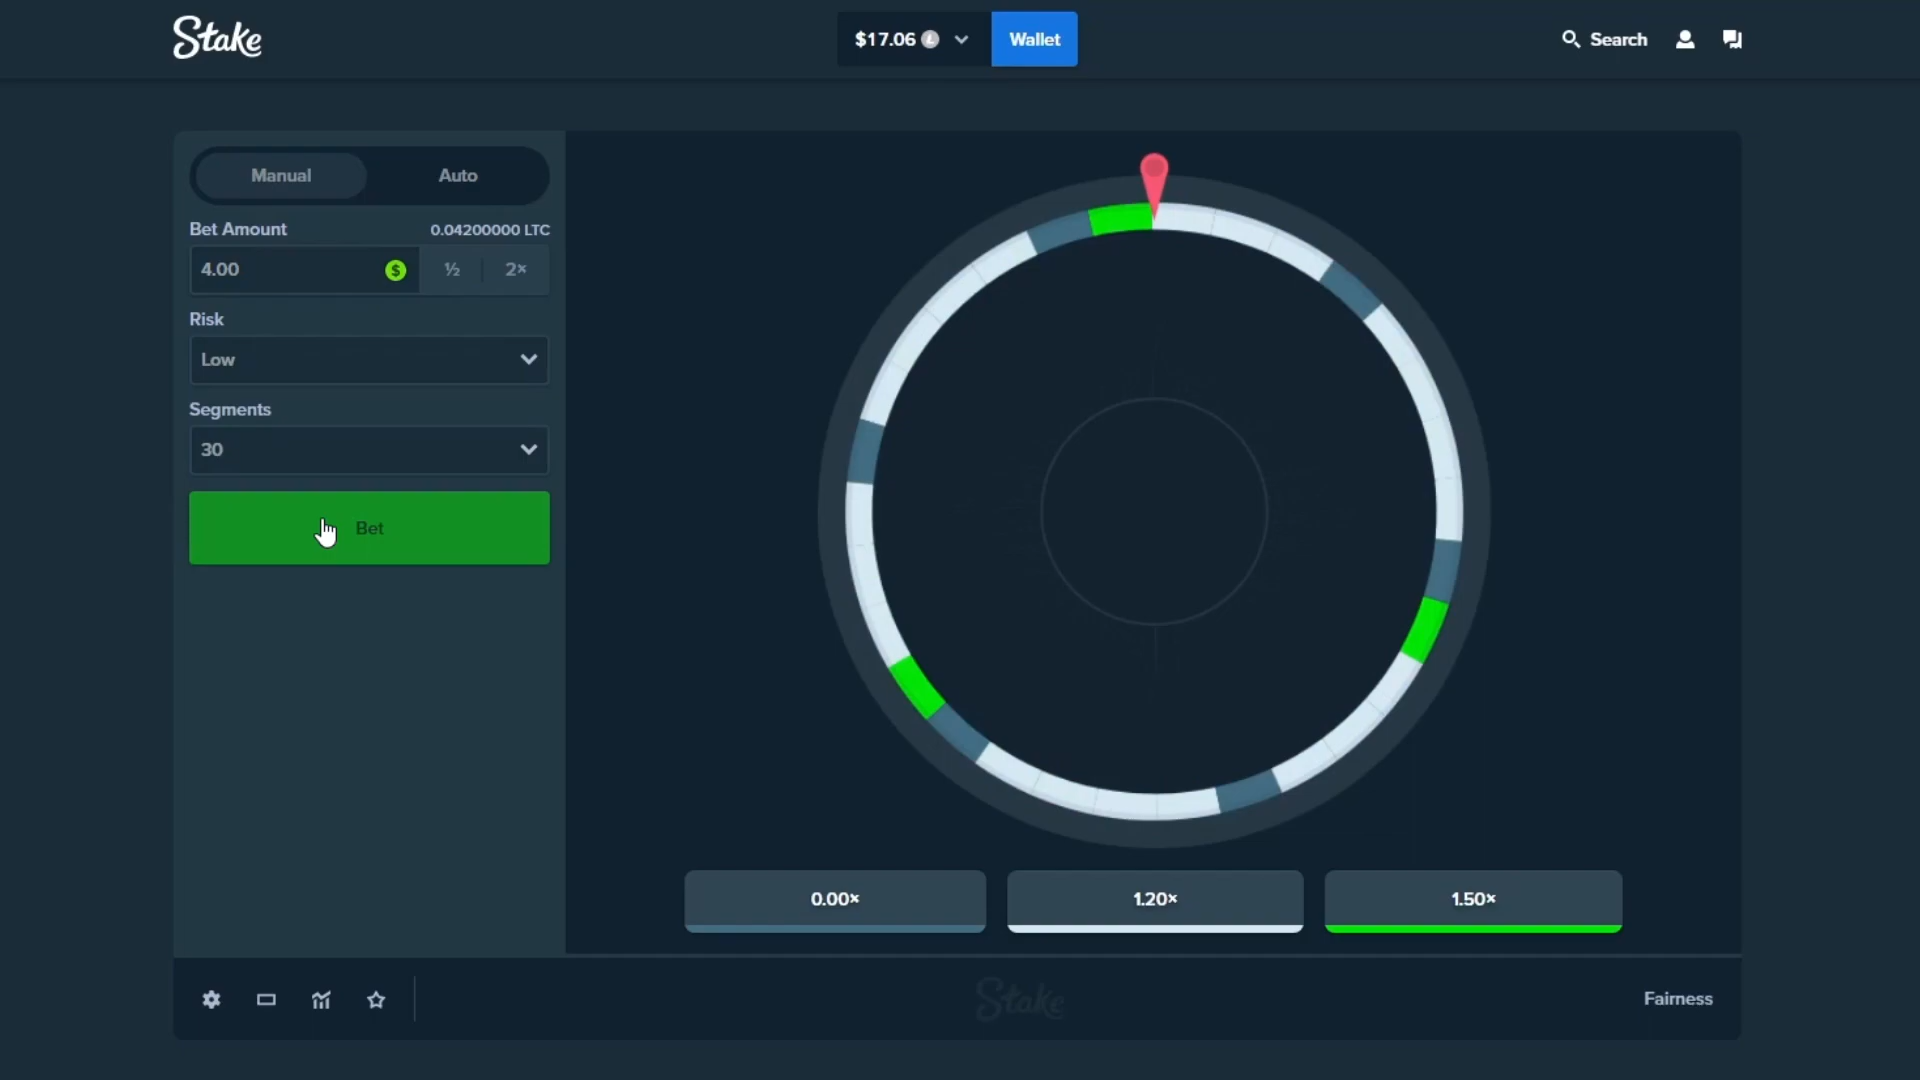 Stake
$17.06
Wallet
Search
Manual
Auto
Bet Amount
0.04200000 LTC
4.00
$
½
2×
Risk
Low
Segments
30
Bet
0.00×
1.20×
1.50×
Stake
Fairness